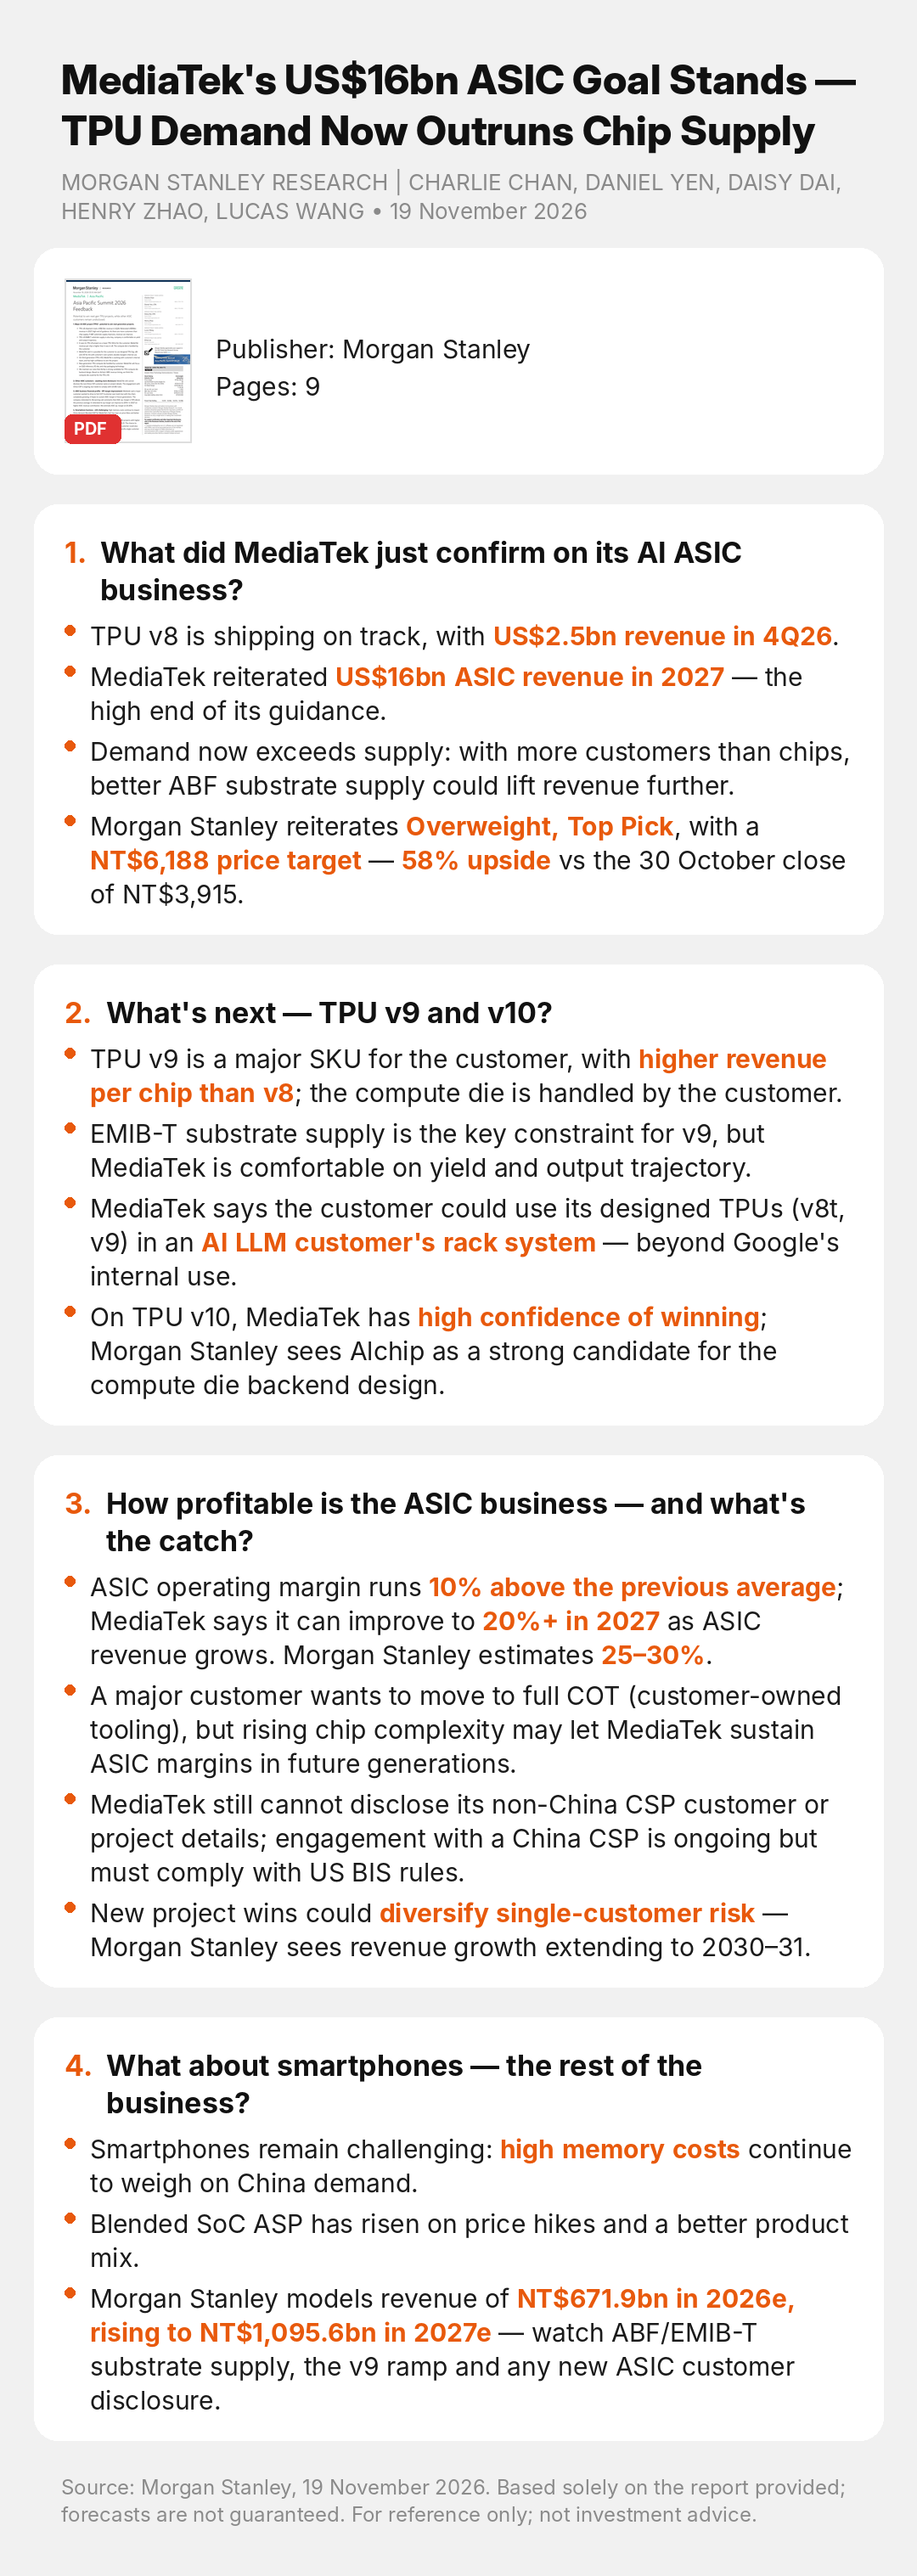 MediaTek's US$16bn ASIC Goal Stands —
TPU Demand Now Outruns Chip Supply
MORGAN STANLEY RESEARCH | CHARLIE CHAN, DANIEL YEN, DAISY DAI,
HENRY ZHAO, LUCAS WANG • 19 November 2026
Morgan Stanley
Asia Pacific Summit 2026
Feedback
PDF
Publisher: Morgan Stanley
Pages: 9
1. What did MediaTek just confirm on its AI ASIC
business?
• TPU v8 is shipping on track, with US$2.5bn revenue in 4Q26.
• MediaTek reiterated US$16bn ASIC revenue in 2027 — the
high end of its guidance.
• Demand now exceeds supply: with more customers than chips,
better ABF substrate supply could lift revenue further.
• Morgan Stanley reiterates Overweight, Top Pick, with a
NT$6,188 price target — 58% upside vs the 30 October close
of NT$3,915.
2. What's next — TPU v9 and v10?
• TPU v9 is a major SKU for the customer, with higher revenue
per chip than v8; the compute die is handled by the customer.
• EMIB-T substrate supply is the key constraint for v9, but
MediaTek is comfortable on yield and output trajectory.
• MediaTek says the customer could use its designed TPUs (v8t,
v9) in an AI LLM customer's rack system — beyond Google's
internal use.
• On TPU v10, MediaTek has high confidence of winning;
Morgan Stanley sees Alchip as a strong candidate for the
compute die backend design.
3. How profitable is the ASIC business — and what's
the catch?
• ASIC operating margin runs 10% above the previous average;
MediaTek says it can improve to 20%+ in 2027 as ASIC
revenue grows. Morgan Stanley estimates 25–30%.
• A major customer wants to move to full COT (customer-owned
tooling), but rising chip complexity may let MediaTek sustain
ASIC margins in future generations.
• MediaTek still cannot disclose its non-China CSP customer or
project details; engagement with a China CSP is ongoing but
must comply with US BIS rules.
• New project wins could diversify single-customer risk —
Morgan Stanley sees revenue growth extending to 2030–31.
4. What about smartphones — the rest of the
business?
• Smartphones remain challenging: high memory costs continue
to weigh on China demand.
• Blended SoC ASP has risen on price hikes and a better product
mix.
• Morgan Stanley models revenue of NT$671.9bn in 2026e,
rising to NT$1,095.6bn in 2027e — watch ABF/EMIB-T
substrate supply, the v9 ramp and any new ASIC customer
disclosure.
Source: Morgan Stanley, 19 November 2026. Based solely on the report provided;
forecasts are not guaranteed. For reference only; not investment advice.